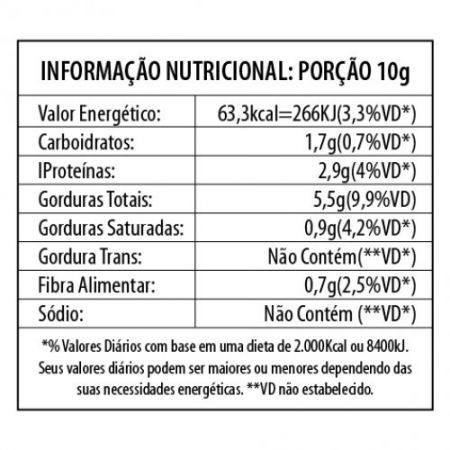 INFORMAÇÃO NUTRICIONAL: PORÇÃO 10g
Valor Energético: 63,3kcal=266KJ(3,3%VD*)
Carboidratos: 1,7g(0,7%VD*)
IProteínas: 2,9g(4%VD*)
Gorduras Totais: 5,5g(9,9%VD)
Gorduras Saturadas: 0,9g(4,2%VD*)
Gordura Trans: Não Contém(**VD*)
Fibra Alimentar: 0,7g(2,5%VD*)
Sódio: Não Contém (**VD*)
*% Valores Diários com base em uma dieta de 2.000Kcal ou 8400kJ.
Seus valores diários podem ser maiores ou menores dependendo das
suas necessidades energéticas. **VD não estabelecido.